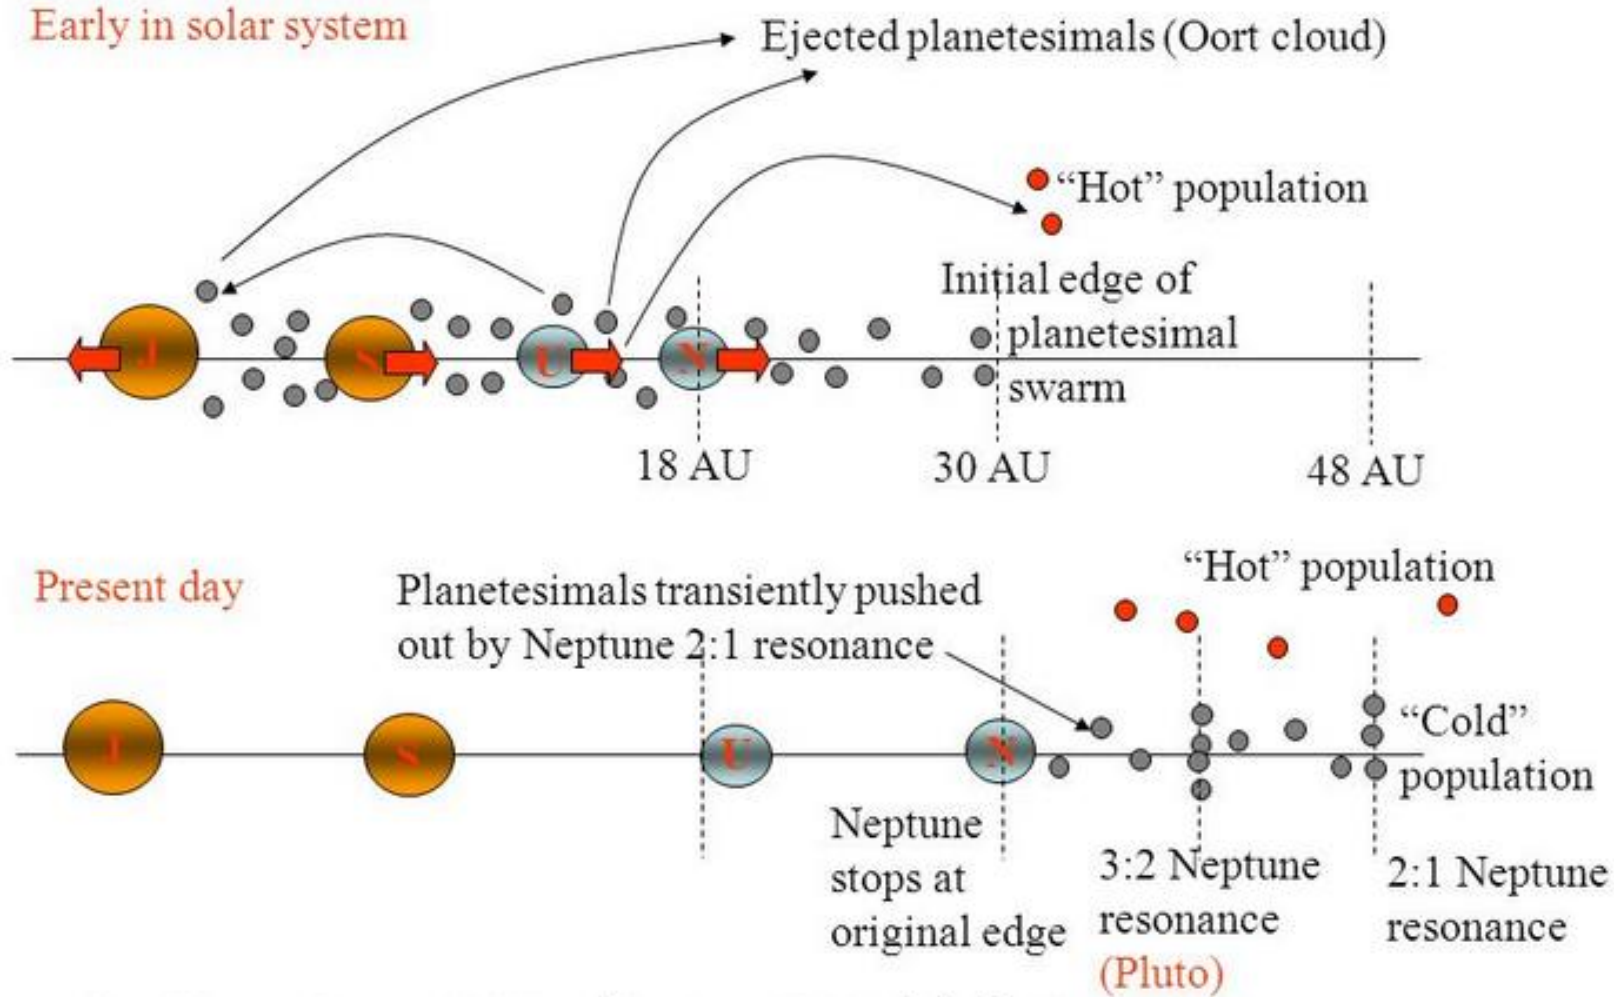 Early in solar system
Ejected planetesimals (Oort cloud)
“Hot” population
Initial edge of
planetesimal
swarm
J
S
U
N
18 AU
30 AU
48 AU
“Hot” population
Present day
Planetesimals transiently pushed
out by Neptune 2:1 resonance
J
S
U
N
“Cold”
population
Neptune
stops at
original edge
3:2 Neptune
resonance
(Pluto)
2:1 Neptune
resonance